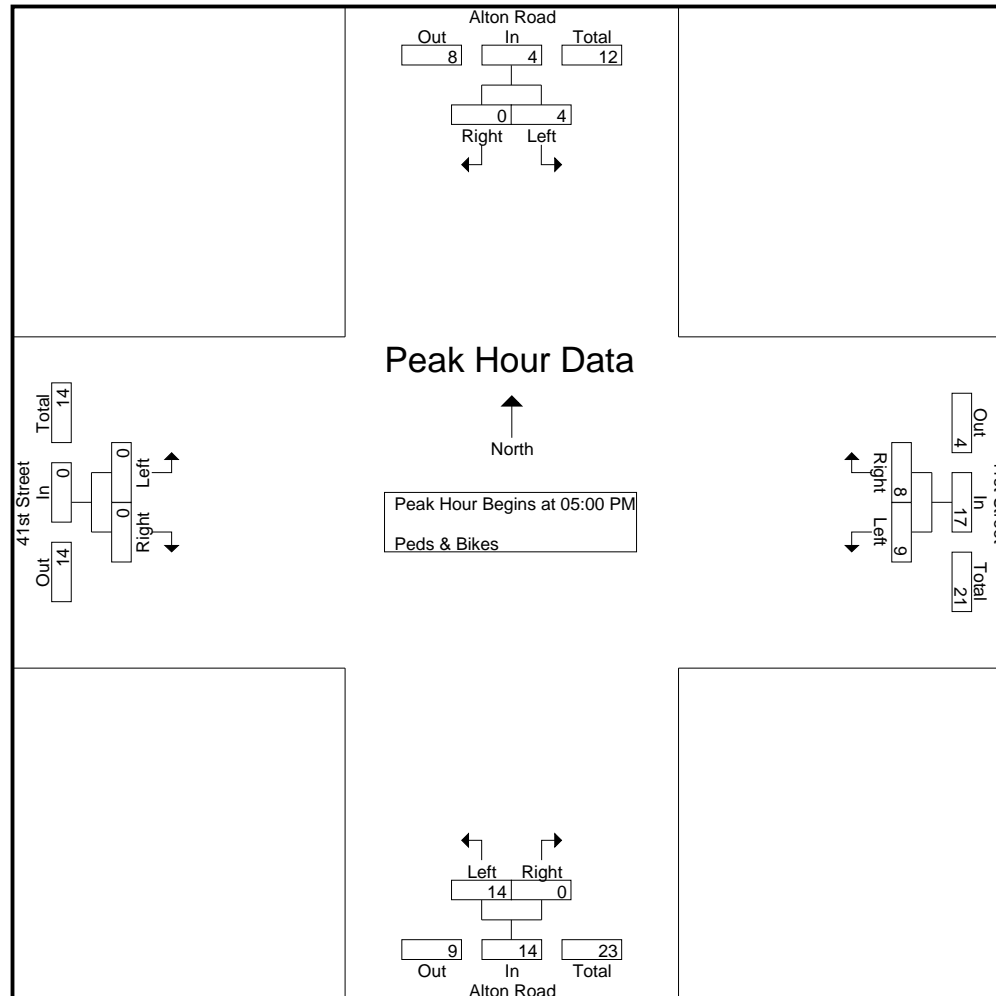 Alton Road
Out In Total
8 4 12
0 4
Right Left
Peak Hour Data
North
Peak Hour Begins at 05:00 PM
Peds & Bikes
41st Street
Total In Out
14 0 14
0 0
Left Right
Right Left
8 9
Out In Total
4 17 21
Left Right
14 0
9 14 23
Out In Total
Alton Road